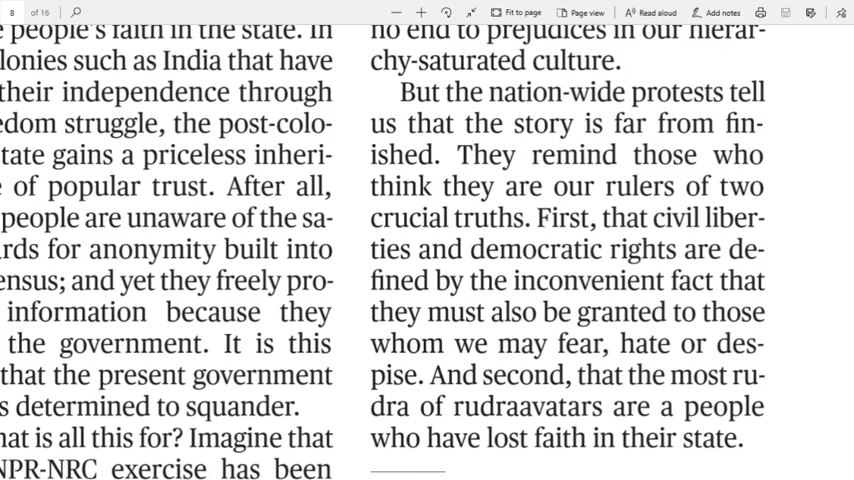 8 of 16 Fit to page Page view Read aloud Add notes
people's faith in the state. In
lonies such as India that have
their independence through
edom struggle, the post-colo-
tate gains a priceless inheri-
e of popular trust. After all,
people are unaware of the sa-
rds for anonymity built into
ensus; and yet they freely pro-
information because they
the government. It is this
that the present government
s determined to squander.
hat is all this for? Imagine that
NPR-NRC exercise has been
no end to prejudices in our hierar-
chy-saturated culture.
But the nation-wide protests tell
us that the story is far from fin-
ished. They remind those who
think they are our rulers of two
crucial truths. First, that civil liber-
ties and democratic rights are de-
fined by the inconvenient fact that
they must also be granted to those
whom we may fear, hate or des-
pise. And second, that the most ru-
dra of rudraavatars are a people
who have lost faith in their state.